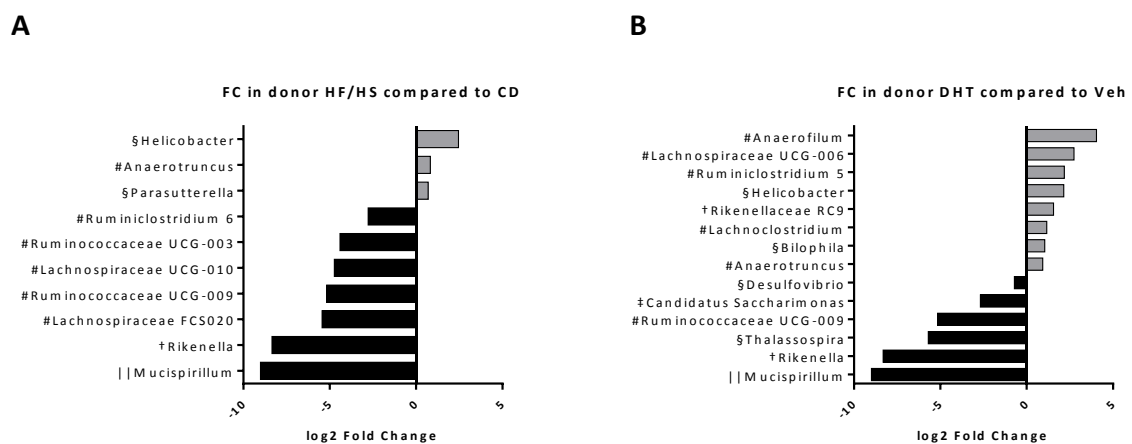 A
FC in donor HF/HS compared to CD
§Helicobacter
#Anaerotruncus
§Parasutterella
#Ruminiclostridium 6
#Ruminococcaceae UCG-003
#Lachnospiraceae UCG-010
#Ruminococcaceae UCG-009
#Lachnospiraceae FCS020
†Rikenella
||Mucispirillum
-10
-5
0
5
log2 Fold Change
B
FC in donor DHT compared to Veh
#Anaerofilum
#Lachnospiraceae UCG-006
#Ruminiclostridium 5
§Helicobacter
†Rikenellaceae RC9
#Lachnoclostridium
§Bilophila
#Anaerotruncus
§Desulfovibrio
‡Candidatus Saccharimonas
#Ruminococcaceae UCG-009
§Thalassospira
†Rikenella
||Mucispirillum
-10
-5
0
5
log2 Fold Change